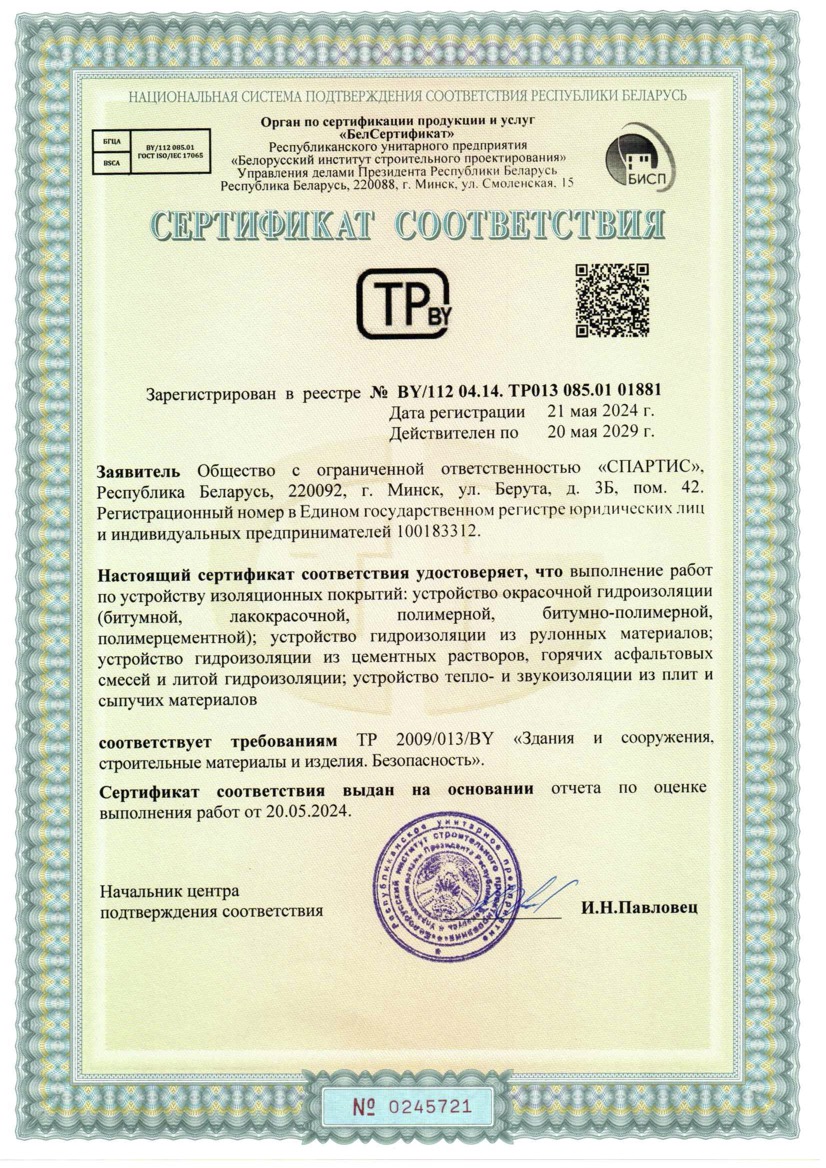 НАЦИОНАЛЬНАЯ СИСТЕМА ПОДТВЕРЖДЕНИЯ СООТВЕТСТВИЯ РЕСПУБЛИКИ БЕЛАРУСЬ
БГЦА
BSCA
BY/112 085.01
ГОСТ ISO/IEC 17065
Орган по сертификации продукции и услуг
«БелСертификат»
Республиканского унитарного предприятия
«Белорусский институт строительного проектирования»
Управления делами Президента Республики Беларусь
Республика Беларусь, 220088, г. Минск, ул. Смоленская, 15
БИСП
СЕРТИФИКАТ СООТВЕТСТВИЯ
ТР BY
Зарегистрирован в реестре № BY/112 04.14. ТР013 085.01 01881
Дата регистрации 21 мая 2024 г.
Действителен по 20 мая 2029 г.
Заявитель Общество с ограниченной ответственностью «СПАРТИС»,
Республика Беларусь, 220092, г. Минск, ул. Берута, д. 3Б, пом. 42.
Регистрационный номер в Едином государственном регистре юридических лиц
и индивидуальных предпринимателей 100183312.
Настоящий сертификат соответствия удостоверяет, что выполнение работ
по устройству изоляционных покрытий: устройство окрасочной гидроизоляции
(битумной, лакокрасочной, полимерной, битумно-полимерной,
полимерцементной); устройство гидроизоляции из рулонных материалов;
устройство гидроизоляции из цементных растворов, горячих асфальтовых
смесей и литой гидроизоляции; устройство тепло- и звукоизоляции из плит и
сыпучих материалов
соответствует требованиям ТР 2009/013/BY «Здания и сооружения,
строительные материалы и изделия. Безопасность».
Сертификат соответствия выдан на основании отчета по оценке
выполнения работ от 20.05.2024.
Начальник центра
подтверждения соответствия
И.Н.Павловец
Республиканское унитарное предприятие
Белорусский институт строительного проектирования
Управления делами Президента Республики Беларусь
№ 0245721